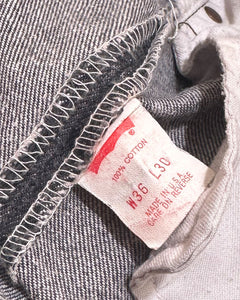 100% COTTON
W36 L30
MADE IN U.S.A.
CARE ON REVERSE